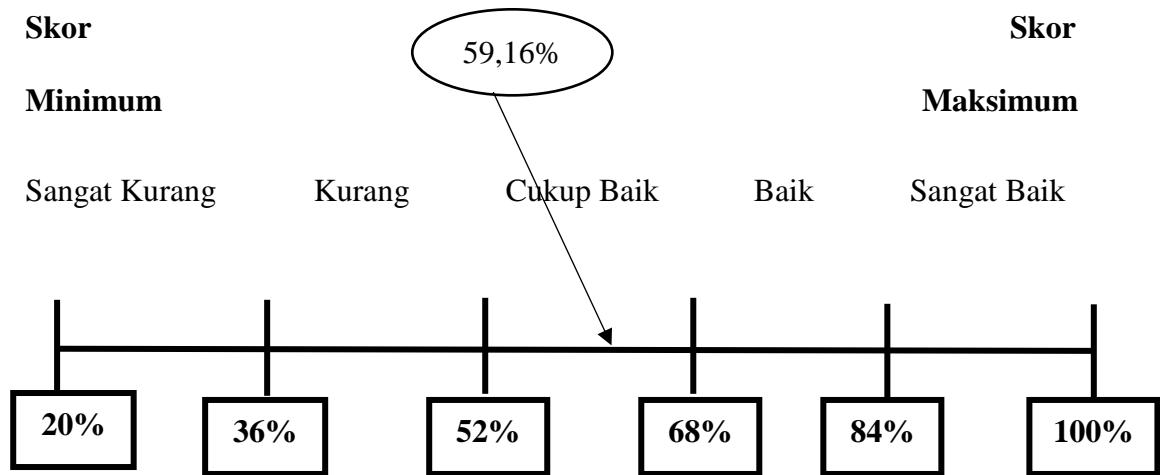 Skor Skor
59,16%
Minimum Maksimum
Sangat Kurang Kurang Cukup Baik Baik Sangat Baik
20% 36% 52% 68% 84% 100%